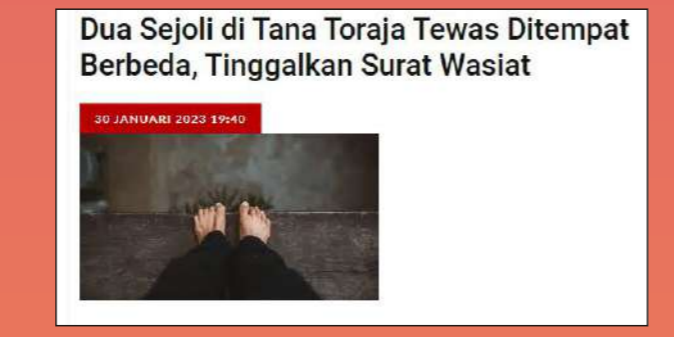 Dua Sejoli di Tana Toraja Tewas Ditempat
Berbeda, Tinggalkan Surat Wasiat
30 JANUARI 2023 19:40